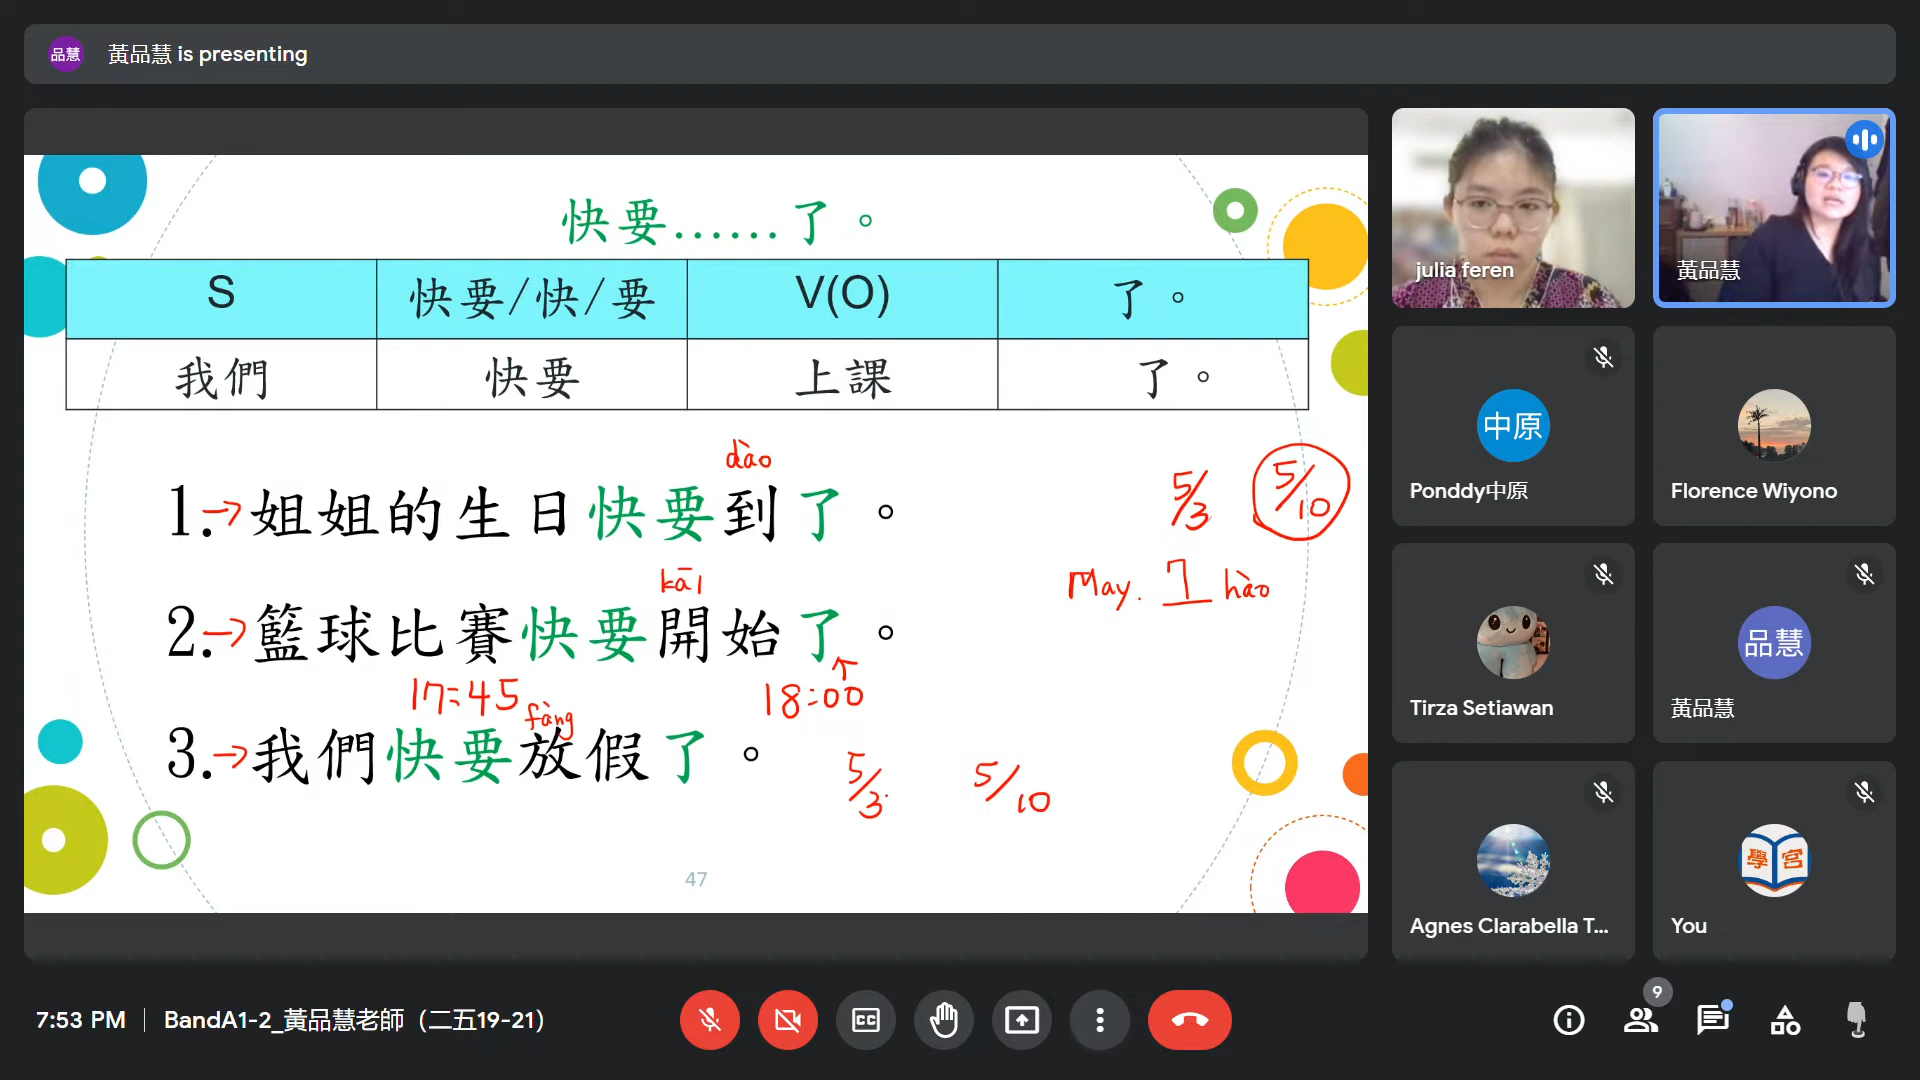 品慧 黃品慧 is presenting
快要......了。
S 快要/快/要 V(O) 了。
我們 快要 上課 了。
dào
1.→姐姐的生日快要到了。
5/3 5/10
May. 7 hào
kāi
2.→籃球比賽快要開始了。
17:45 18:00
fàng
3.→我們快要放假了。
5/3 5/10
47
julia feren
黃品慧
中原
Ponddy中原
Florence Wiyono
Tirza Setiawan
品慧
黃品慧
Agnes Clarabella T...
學宮
You
7:53 PM BandA1-2_黃品慧老師（二五19-21）
CC
9